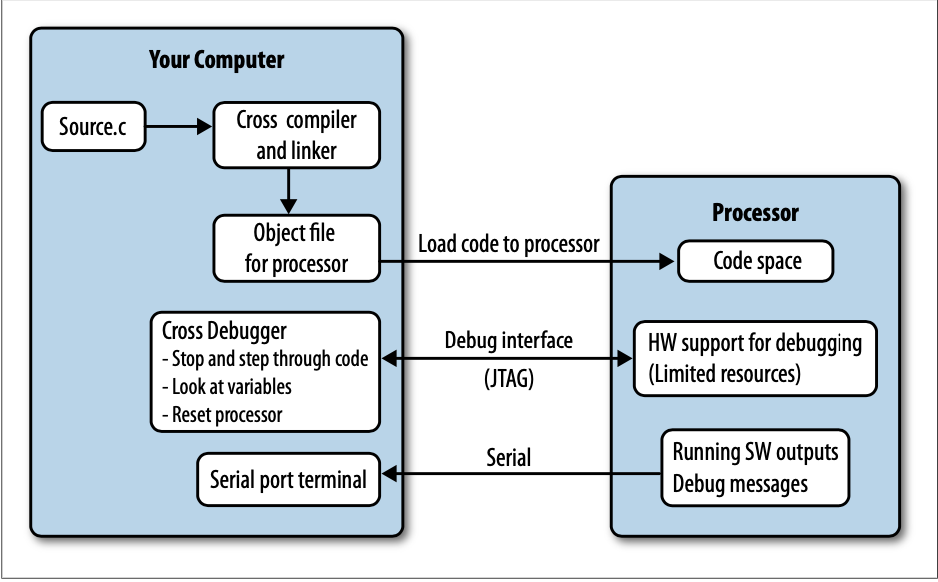 Your Computer
Source.c
Cross compiler
and linker
Object file
for processor
Load code to processor
Processor
Code space
Cross Debugger
- Stop and step through code
- Look at variables
- Reset processor
Debug interface
(JTAG)
HW support for debugging
(Limited resources)
Serial port terminal
Serial
Running SW outputs
Debug messages